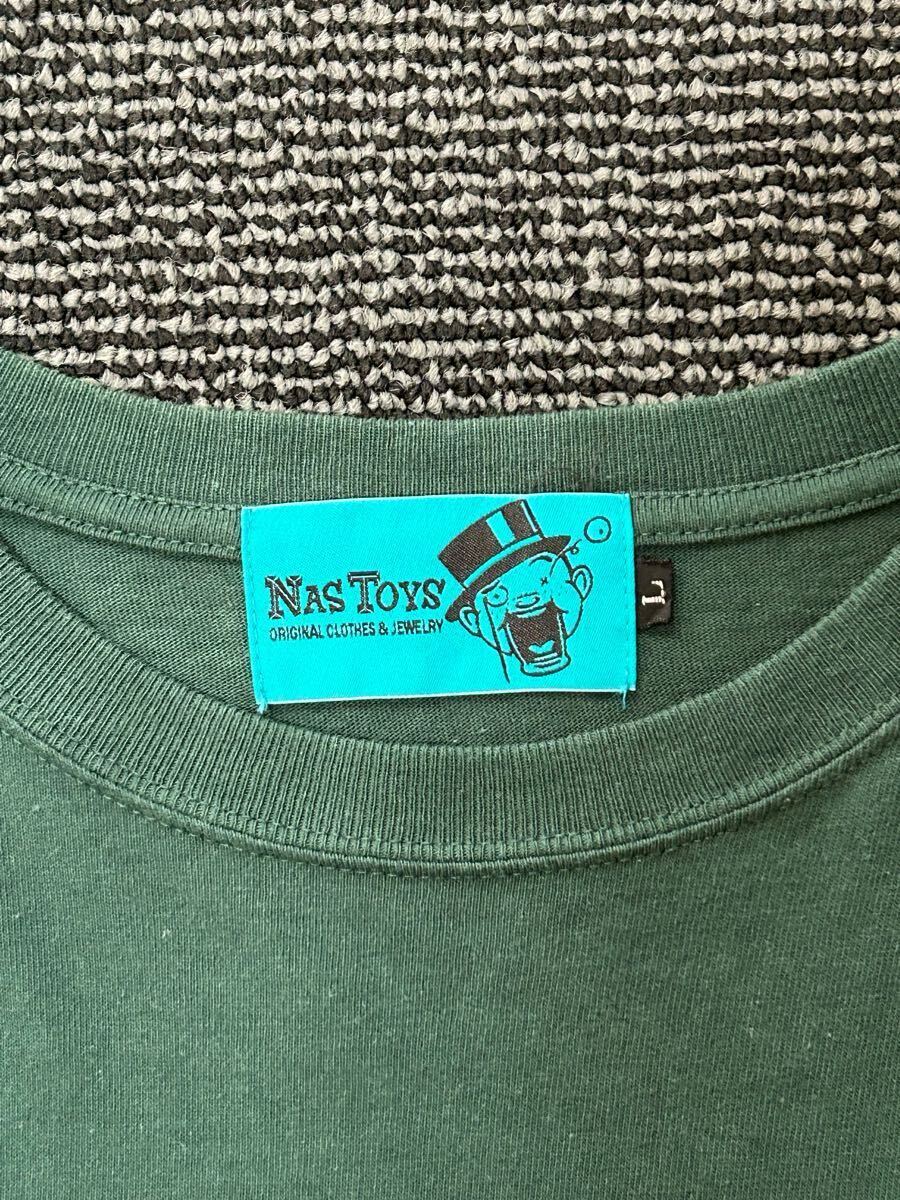 NAS TOYS
ORIGINAL CLOTHES & JEWELRY
L